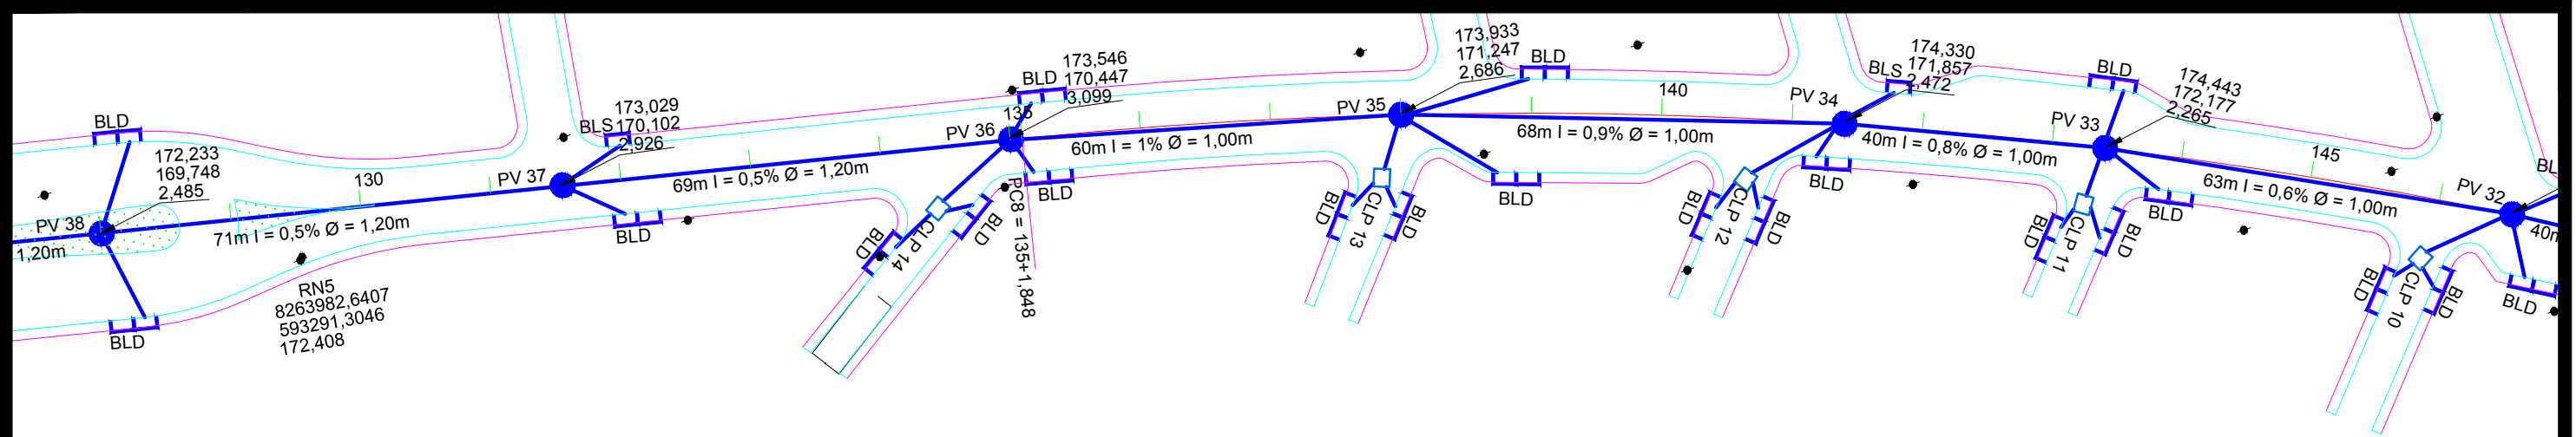 BLD
172,233
169,748
2,485
PV 38
1,20m
BLD
130
71m I = 0,5% Ø = 1,20m
RN5
8263982,6407
593291,3046
172,408
PV 37
BLS
173,029
170,102
2,926
BLD
69m I = 0,5% Ø = 1,20m
PV 36
135
BLD
173,546
170,447
3,099
BLD
PC8 = 135+1,848
BLD
CLP 14
BLD
60m I = 1% Ø = 1,00m
PV 35
173,933
171,247
2,686
BLD
BLD
CLP 13
BLD
BLD
140
68m I = 0,9% Ø = 1,00m
PV 34
BLS
174,330
171,857
2,472
BLD
BLD
CLP 12
BLD
40m I = 0,8% Ø = 1,00m
PV 33
BLD
174,443
172,177
2,265
BLD
BLD
CLP 11
BLD
145
63m I = 0,6% Ø = 1,00m
PV 32
BL
40m
BLD
BLD
CLP 10
BLD